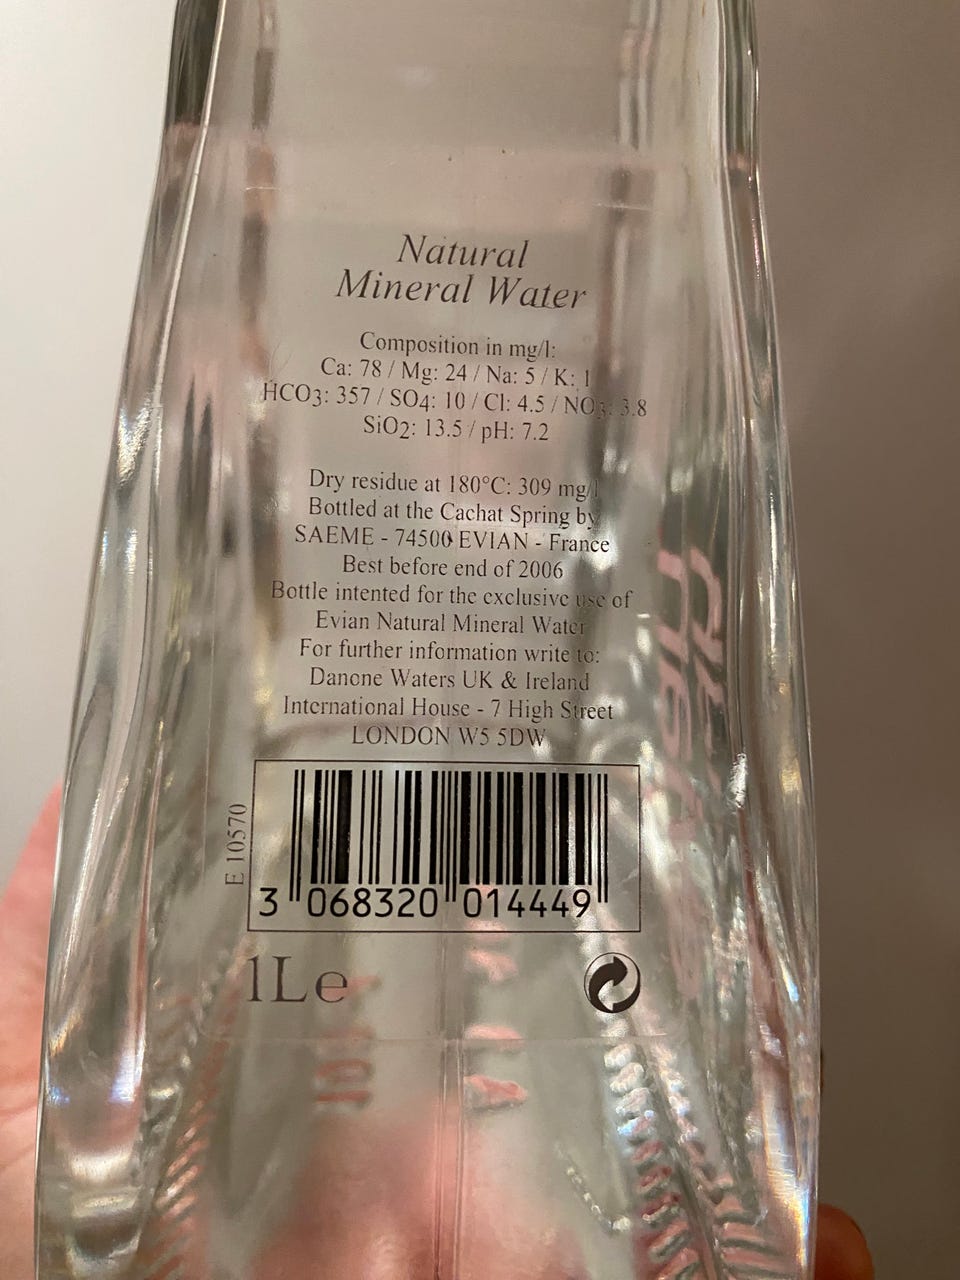 Natural
Mineral Water
Composition in mg/l:
Ca: 78 / Mg: 24 / Na: 5 / K: 1
HCO3: 357 / SO4: 10 / Cl: 4.5 / NO3: 3.8
SiO2: 13.5 / pH: 7.2
Dry residue at 180°C: 309 mg/l
Bottled at the Cachat Spring by
SAEME - 74500 EVIAN - France
Best before end of 2006
Bottle intented for the exclusive use of
Evian Natural Mineral Water
For further information write to:
Danone Waters UK & Ireland
International House - 7 High Street
LONDON W5 5DW
E 10570
3 068320 014449
1L e